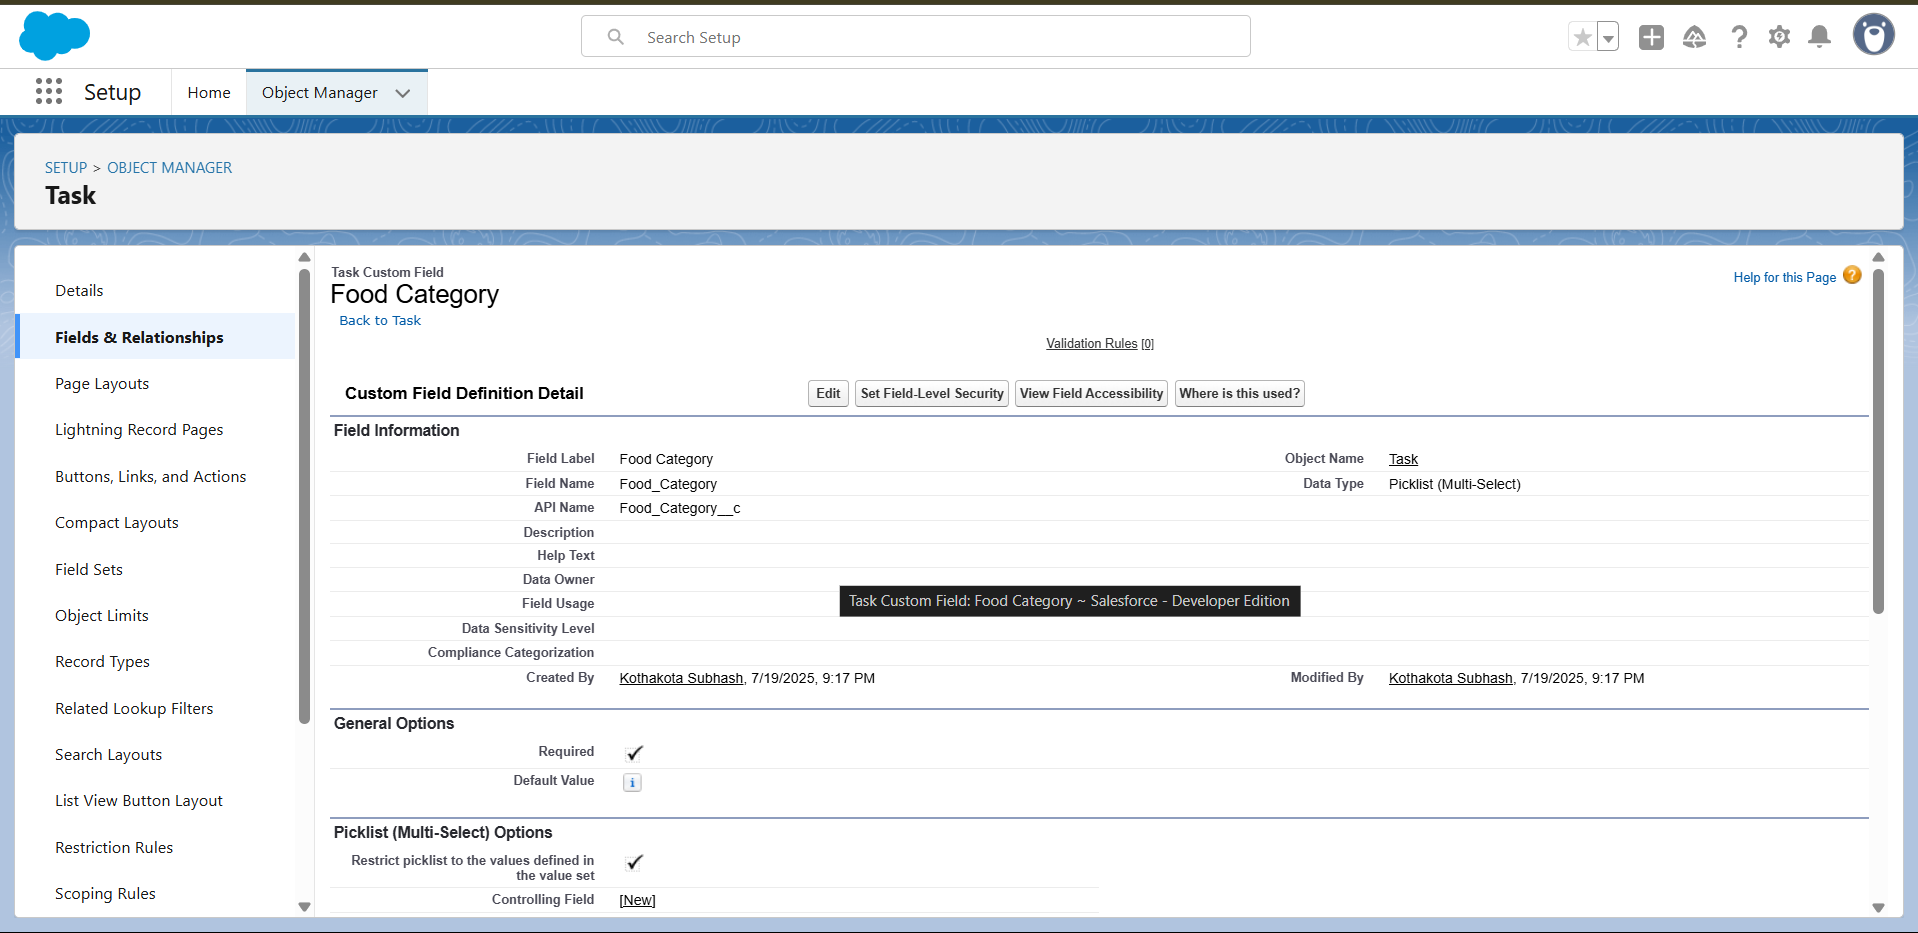 Search Setup
Setup
Home
Object Manager
SETUP > OBJECT MANAGER
Task
Details
Fields & Relationships
Page Layouts
Lightning Record Pages
Buttons, Links, and Actions
Compact Layouts
Field Sets
Object Limits
Record Types
Related Lookup Filters
Search Layouts
List View Button Layout
Restriction Rules
Scoping Rules
Task Custom Field
Food Category
Back to Task
Help for this Page ?
Validation Rules [0]
Custom Field Definition Detail
Edit
Set Field-Level Security
View Field Accessibility
Where is this used?
Field Information
Field Label Food Category Object Name Task
Field Name Food_Category Data Type Picklist (Multi-Select)
API Name Food_Category__c
Description
Help Text
Data Owner
Field Usage
Task Custom Field: Food Category ~ Salesforce - Developer Edition
Data Sensitivity Level
Compliance Categorization
Created By Kothakota Subhash, 7/19/2025, 9:17 PM Modified By Kothakota Subhash, 7/19/2025, 9:17 PM
General Options
Required
Default Value i
Picklist (Multi-Select) Options
Restrict picklist to the values defined in
the value set
Controlling Field [New]